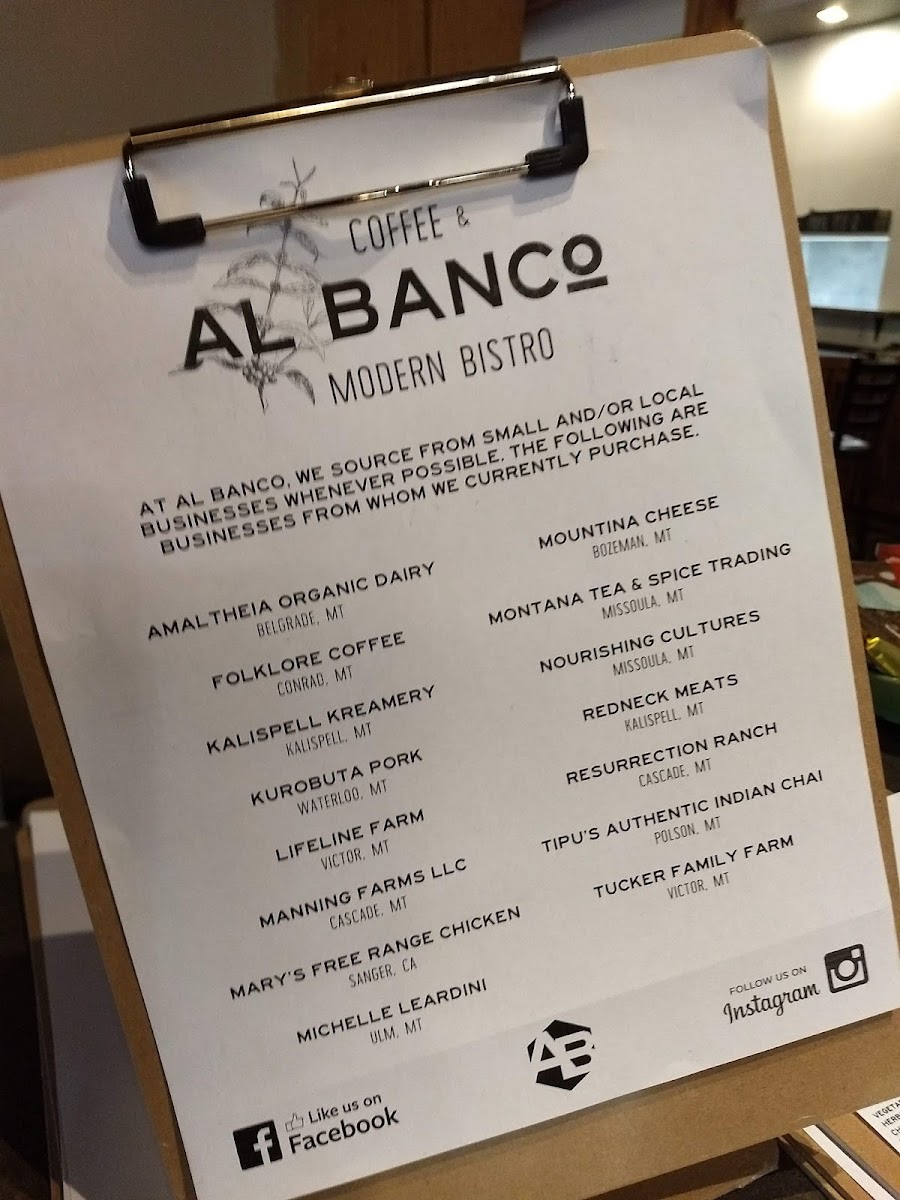 COFFEE &
AL BANCO
MODERN BISTRO
AT AL BANCO, WE SOURCE FROM SMALL AND/OR LOCAL
BUSINESSES WHENEVER POSSIBLE. THE FOLLOWING ARE
BUSINESSES FROM WHOM WE CURRENTLY PURCHASE.
AMALTHEIA ORGANIC DAIRY
BELGRADE, MT
FOLKLORE COFFEE
CONRAD, MT
KALISPELL KREAMERY
KALISPELL, MT
KUROBUTA PORK
WATERLOO, MT
LIFELINE FARM
VICTOR, MT
MANNING FARMS LLC
CASCADE, MT
MARY'S FREE RANGE CHICKEN
SANGER, CA
MICHELLE LEARDINI
ULM, MT
MOUNTINA CHEESE
BOZEMAN, MT
MONTANA TEA & SPICE TRADING
MISSOULA, MT
NOURISHING CULTURES
MISSOULA, MT
REDNECK MEATS
KALISPELL, MT
RESURRECTION RANCH
CASCADE, MT
TIPU'S AUTHENTIC INDIAN CHAI
POLSON, MT
TUCKER FAMILY FARM
VICTOR, MT
f
Like us on
Facebook
AB
FOLLOW US ON
Instagram